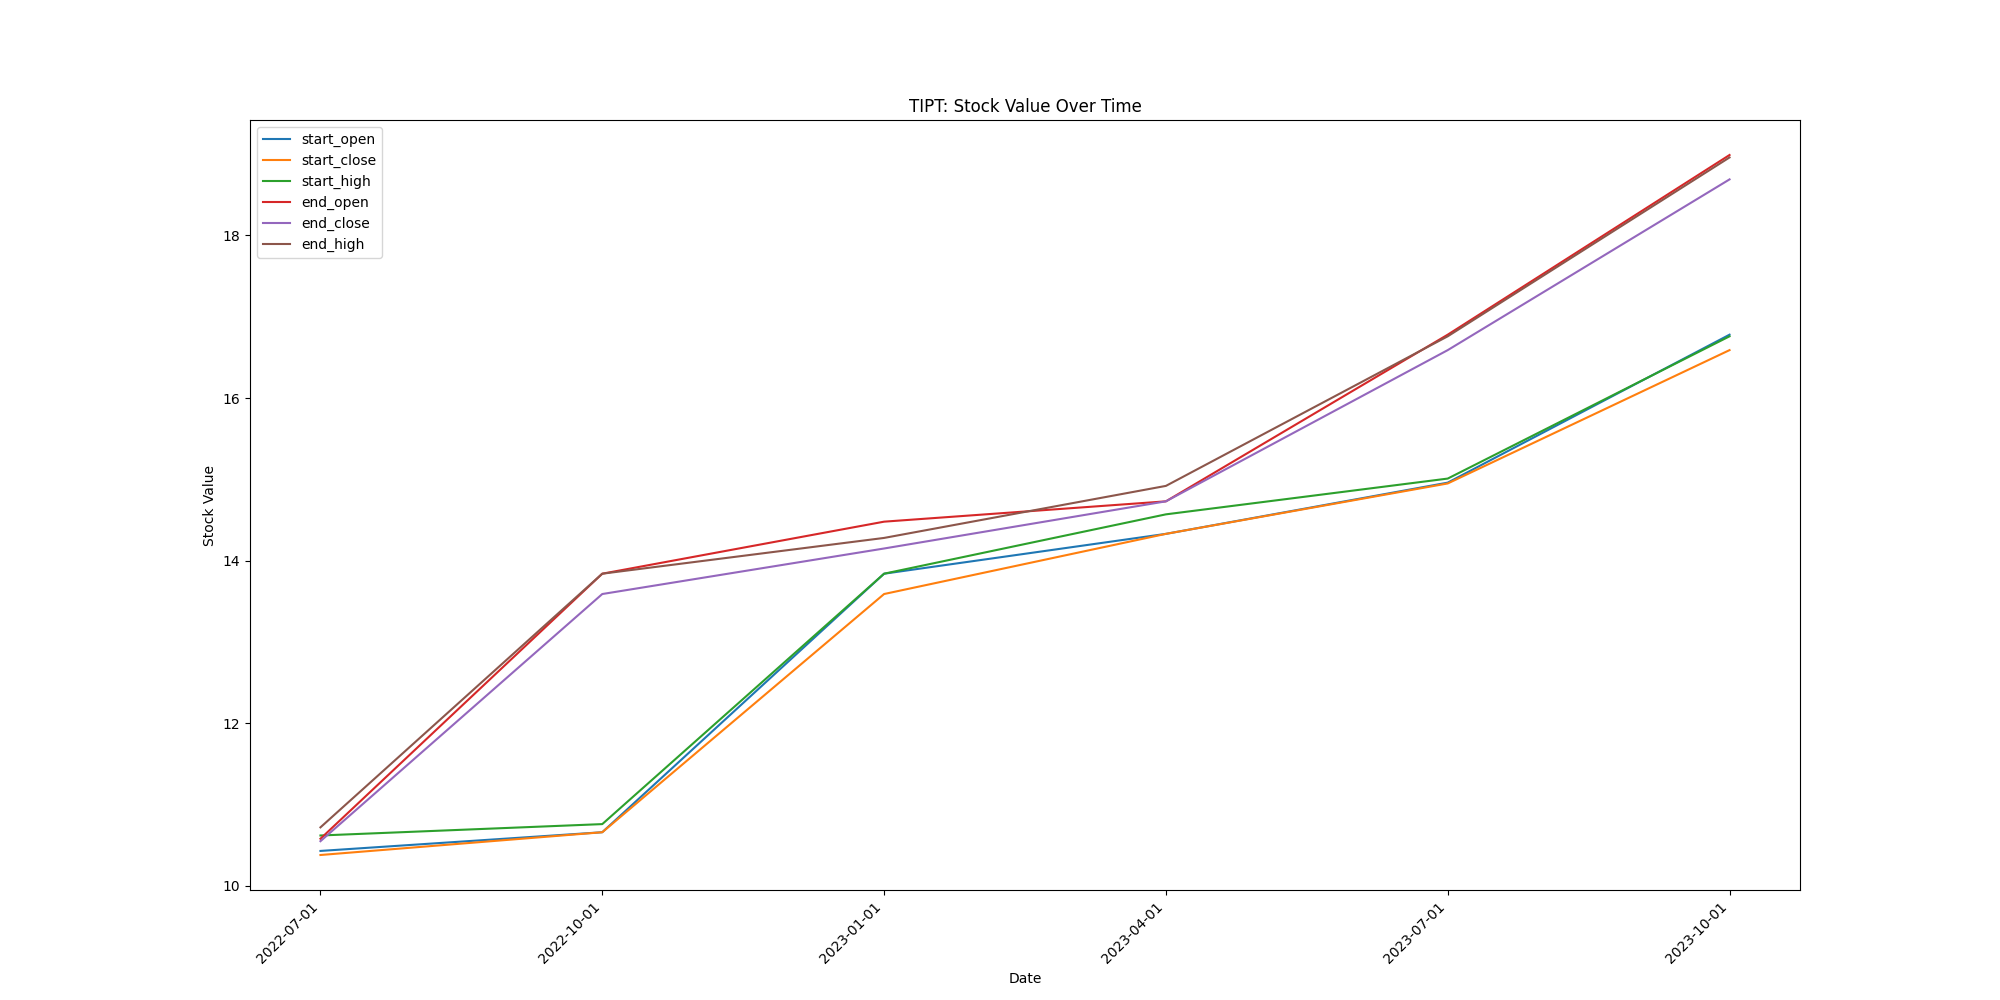 TIPT: Stock Value Over Time
start_open
start_close
start_high
end_open
end_close
end_high
Stock Value
18
16
14
12
10
2022-07-01
2022-10-01
2023-01-01
2023-04-01
2023-07-01
2023-10-01
Date